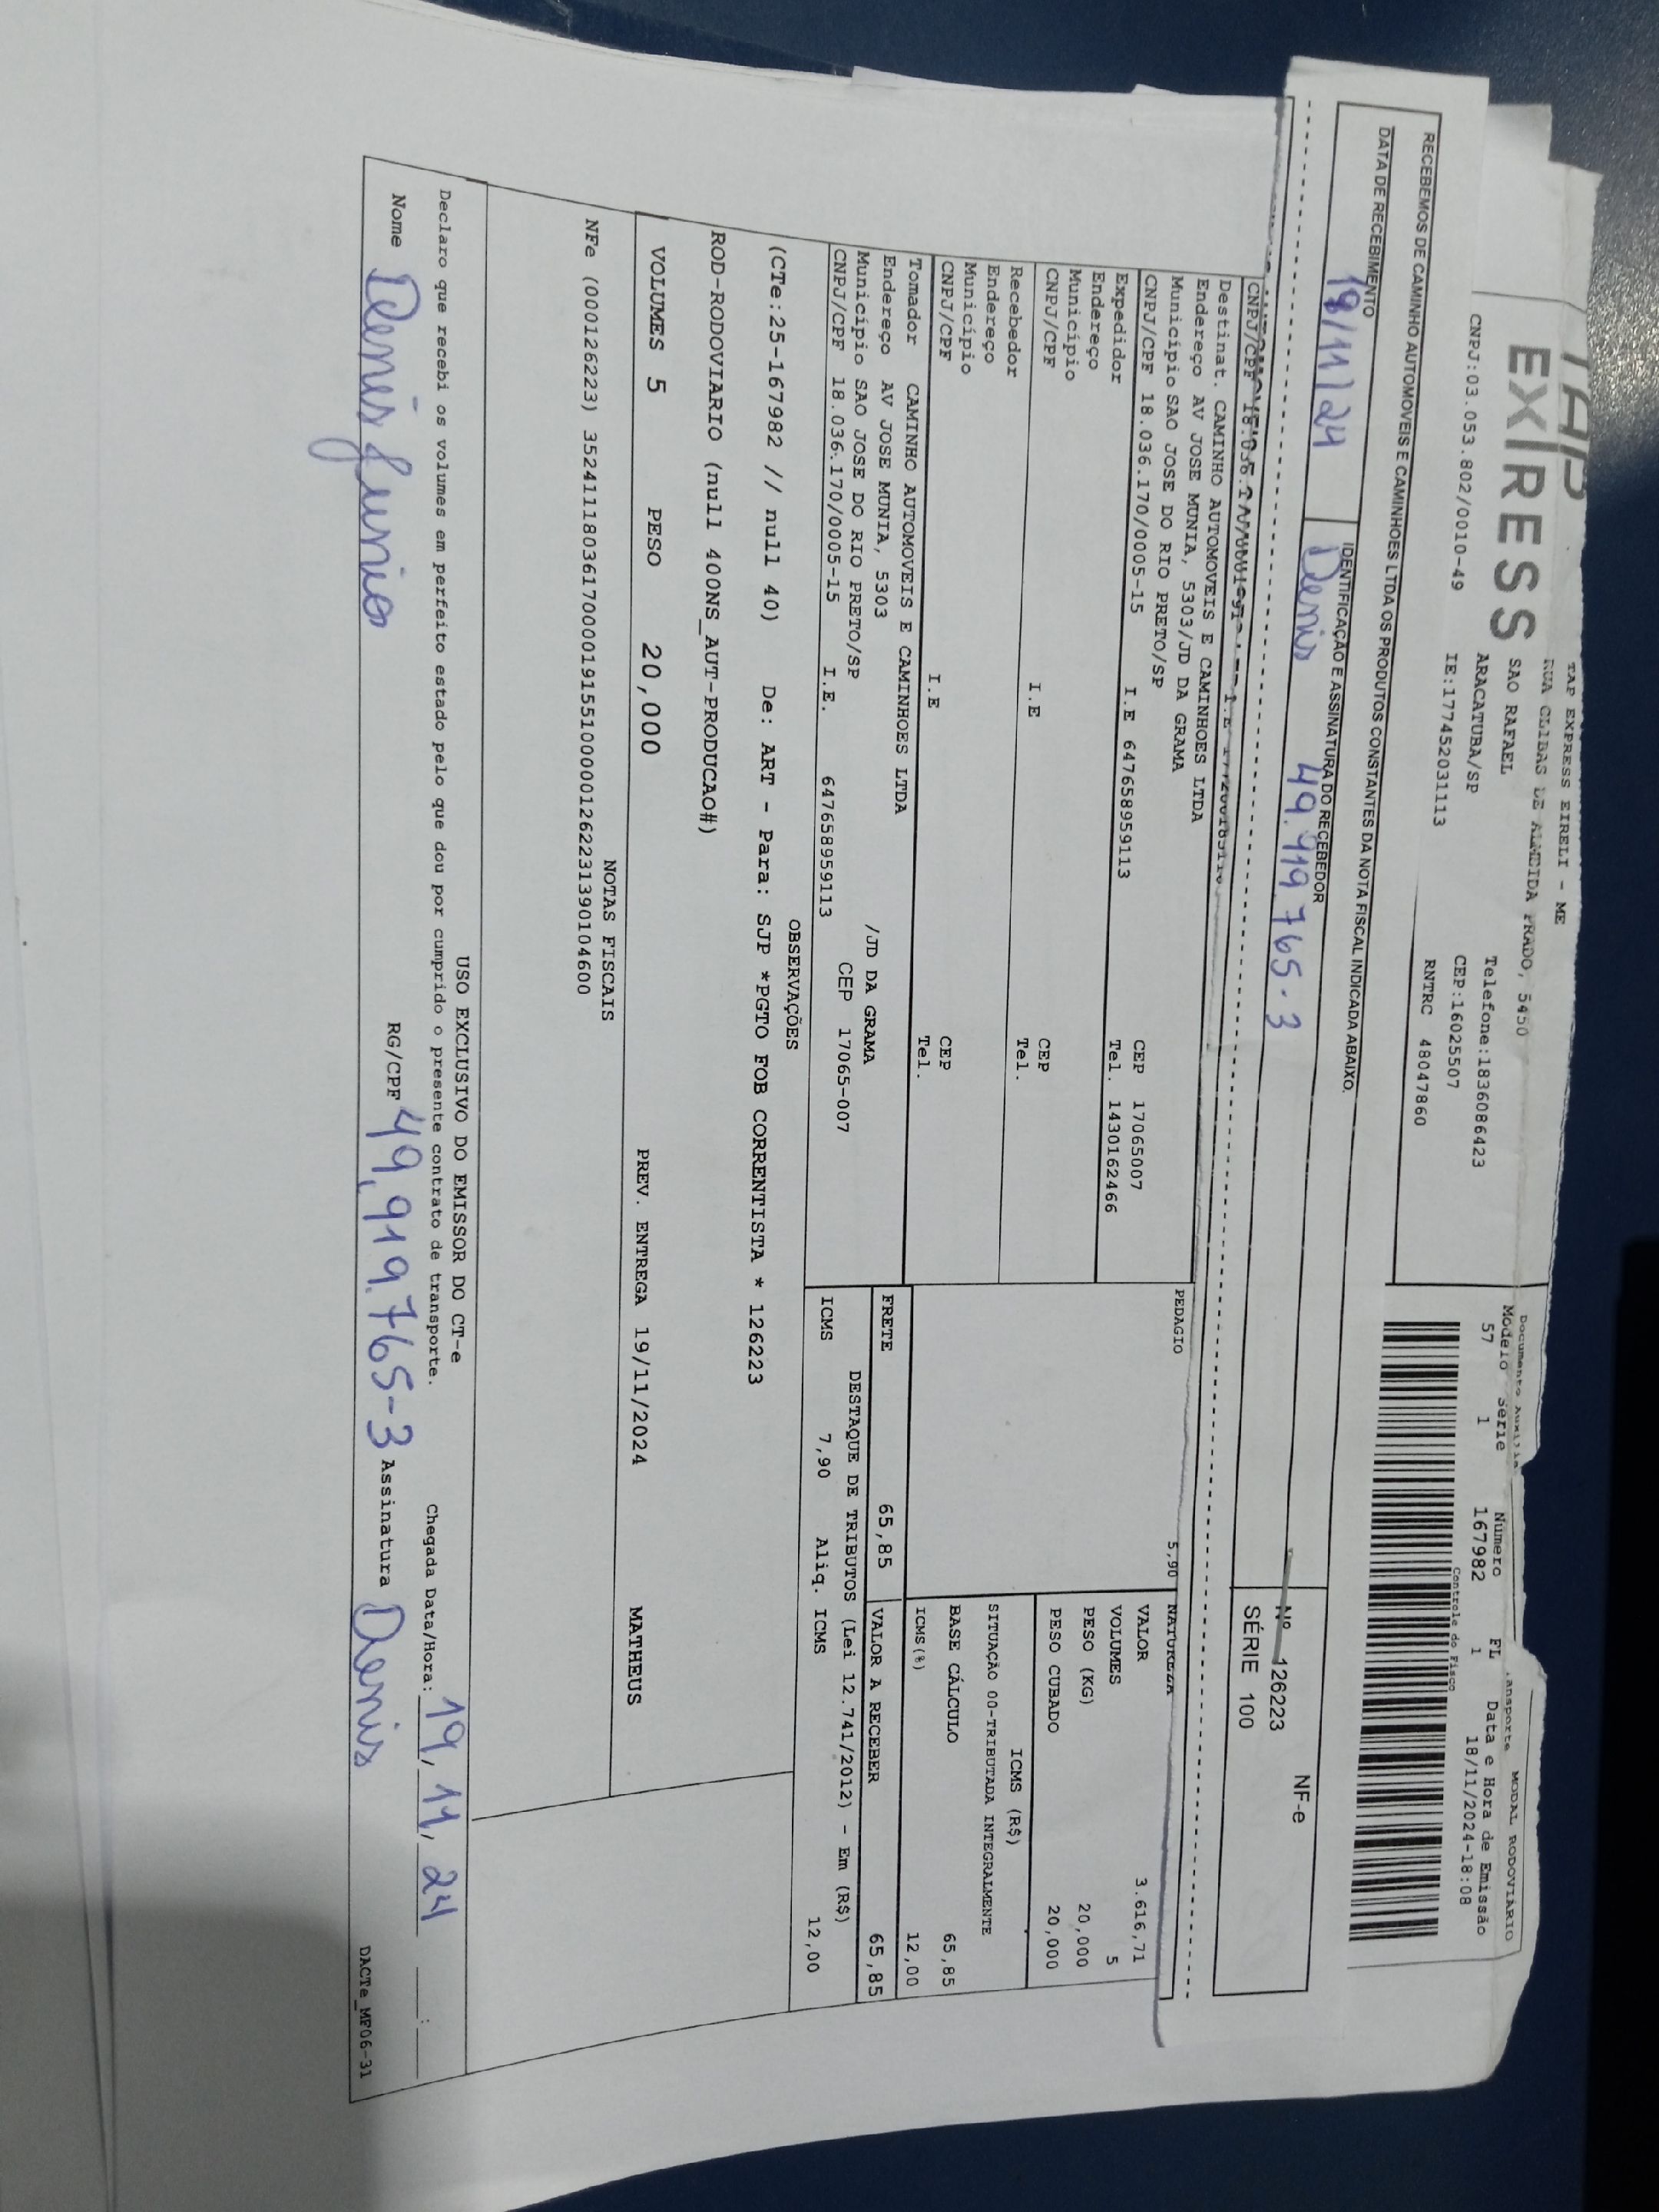 TAP
EX/RESS
CNPJ:03.053.802/0010-49
TAP EXPRESS EIRELI - ME
RUA CLIBAS DE ALMEIDA PRADO, 5450
SAO RAFAEL
ARACATUBA/SP
IE:177452031113
Telefone:1836086423
CEP:16025507
RNTRC 48047860
MODAL RODOVIÁRIO
Modelo Série Número FL Data e Hora de Emissão
57 1 167982 1 18/11/2024-18:08
Controle do Fisco
RECEBEMOS DE CAMINHO AUTOMOVEIS E CAMINHOES LTDA OS PRODUTOS CONSTANTES DA NOTA FISCAL INDICADA ABAIXO.
DATA DE RECEBIMENTO
IDENTIFICAÇÃO E ASSINATURA DO RECEBEDOR
/11/24
Denis 49.919.765.3
NF-e
Nº 126223
SÉRIE 100
CNPJ/CPF
Destinat. CAMINHO AUTOMOVEIS E CAMINHOES LTDA
Endereço AV JOSE MUNIA, 5303/JD DA GRAMA
Município SAO JOSE DO RIO PRETO/SP
CNPJ/CPF 18.036.170/0005-15 I.E 647658959113
CEP 17065007
Tel. 1430162466
Expedidor
Endereço
Município
CNPJ/CPF I.E
CEP
Tel.
Recebedor
Endereço
Município
CNPJ/CPF I.E
CEP
Tel.
Tomador CAMINHO AUTOMOVEIS E CAMINHOES LTDA
Endereço AV JOSE MUNIA, 5303 /JD DA GRAMA
Município SAO JOSE DO RIO PRETO/SP CEP 17065-007
CNPJ/CPF 18.036.170/0005-15 I.E. 647658959113
PEDAGIO 5,90
NATUREZA
VALOR 3.616,71
VOLUMES 5
PESO (KG) 20,000
PESO CUBADO 20,000
ICMS (R$)
SITUAÇÃO 00-TRIBUTADA INTEGRALMENTE
BASE CÁLCULO 65,85
ICMS(%) 12,00
FRETE 65,85
VALOR A RECEBER 65,85
DESTAQUE DE TRIBUTOS (Lei 12.741/2012) - Em (R$)
ICMS 7,90 Aliq. ICMS 12,00
OBSERVAÇÕES
(CTe:25-167982 // null 40) De: ART - Para: SJP *PGTO FOB CORRENTISTA * 126223
ROD-RODOVIARIO (null 400NS_AUT-PRODUCAO#)
VOLUMES 5 PESO 20,000 PREV. ENTREGA 19/11/2024 MATHEUS
NOTAS FISCAIS
NFe (000126223) 35241118036170000191551000001262231390104600
USO EXCLUSIVO DO EMISSOR DO CT-e
Declaro que recebi os volumes em perfeito estado pelo que dou por cumprido o presente contrato de transporte. Chegada Data/Hora: 19, 11, 24
Nome Denis Junio RG/CPF 49.919.765-3 Assinatura Denis
DACTe_MF06-31